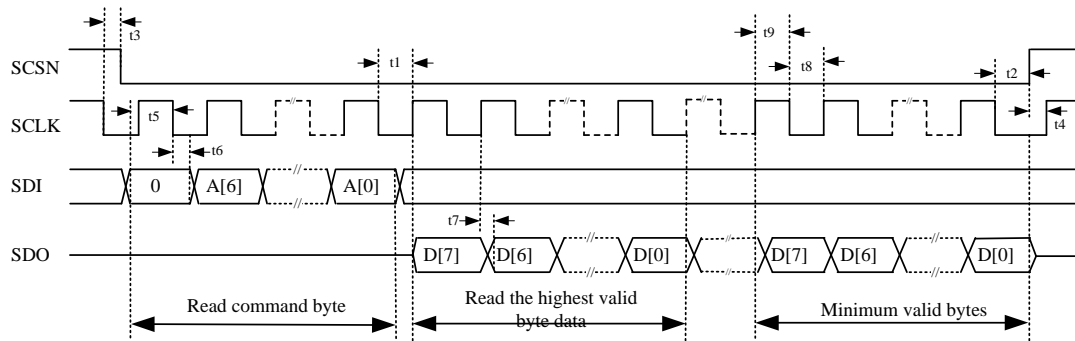 t3
t1
t9
t8
t2
SCSN
SCLK
t5
t4
t6
SDI
0
A[6]
A[0]
t7
SDO
D[7]
D[6]
D[0]
D[7]
D[6]
D[0]
Read command byte
Read the highest valid
byte data
Minimum valid bytes